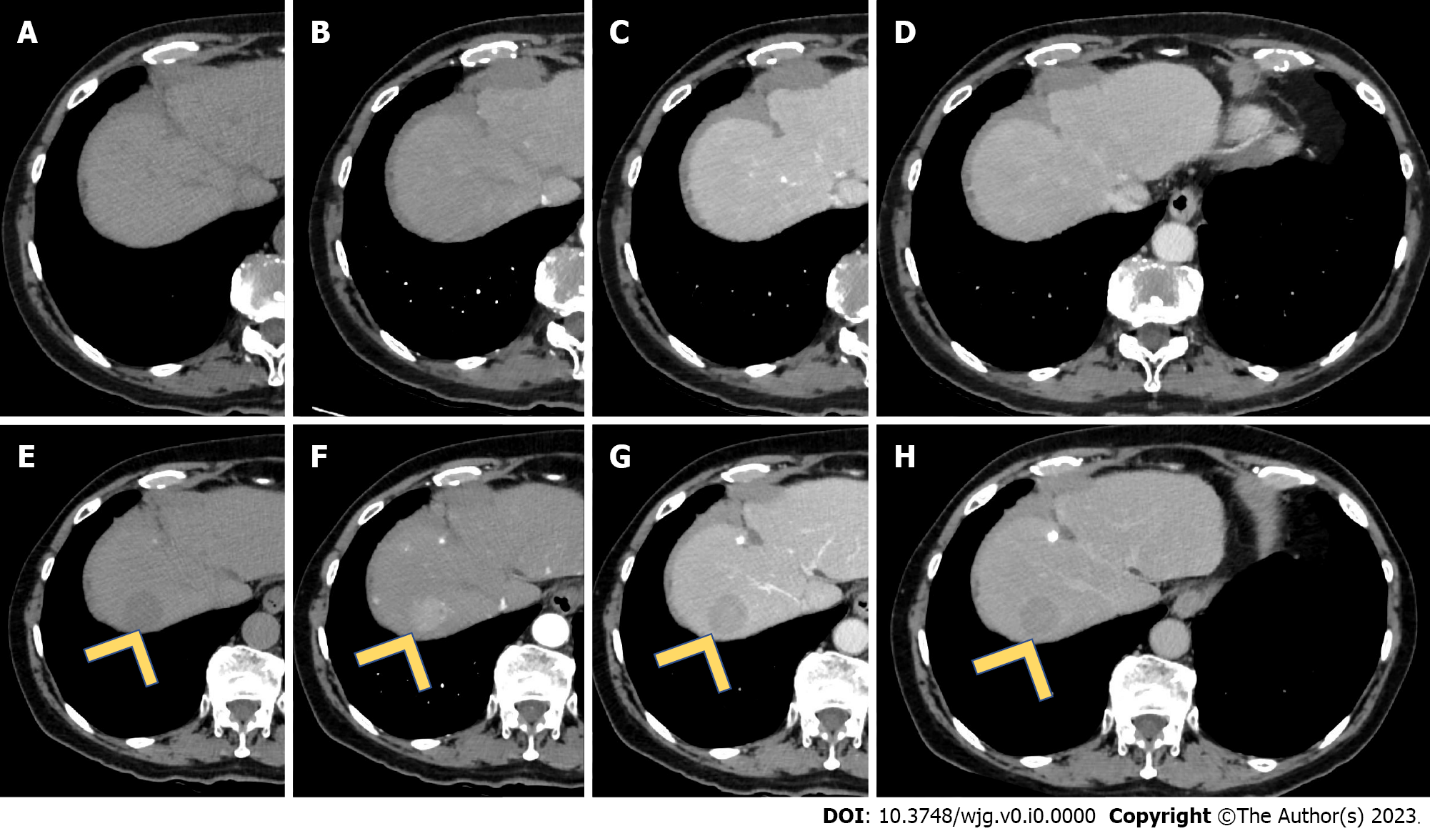 A B C D
E F G H
DOI: 10.3748/wjg.v0.i0.0000 Copyright ©The Author(s) 2023.